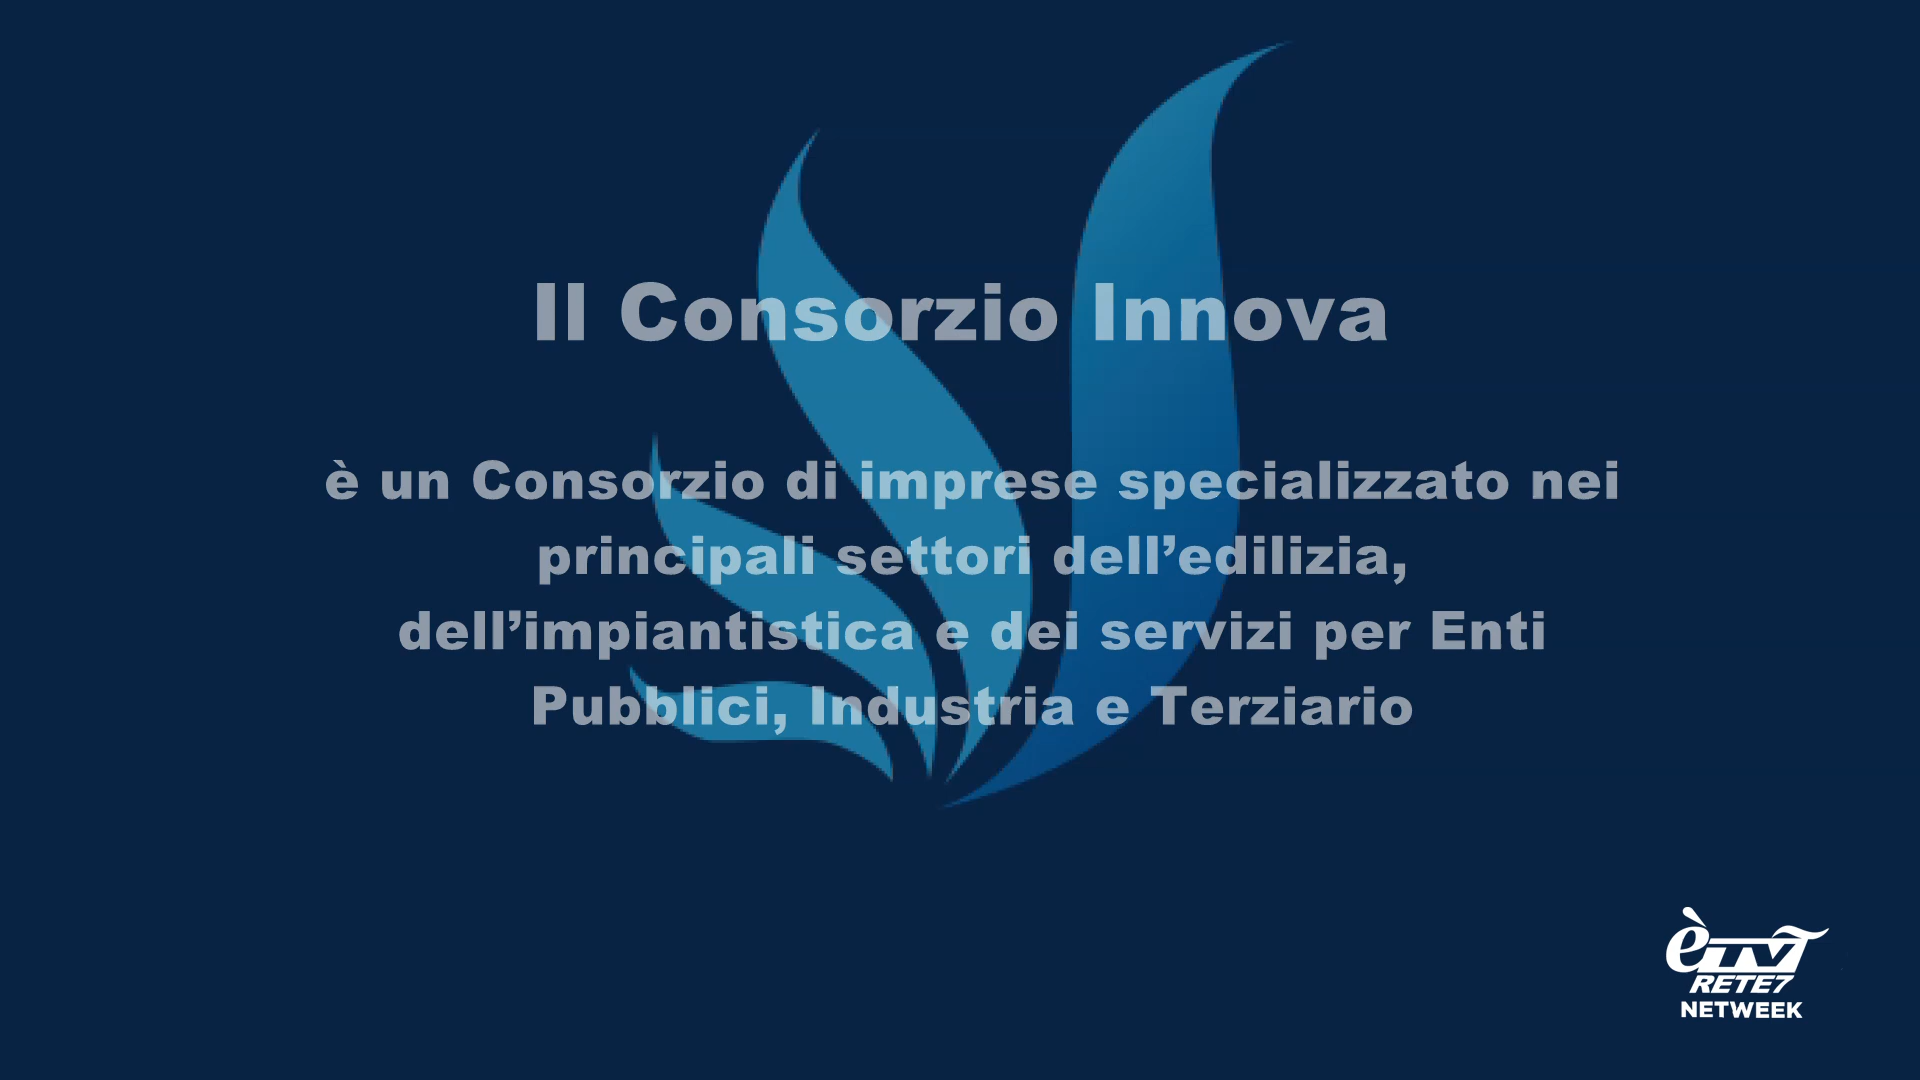 Il Consorzio Innova
è un Consorzio di imprese specializzato nei
principali settori dell’edilizia,
dell’impiantistica e dei servizi per Enti
Pubblici, Industria e Terziario
èTV
RETE7
NETWEEK